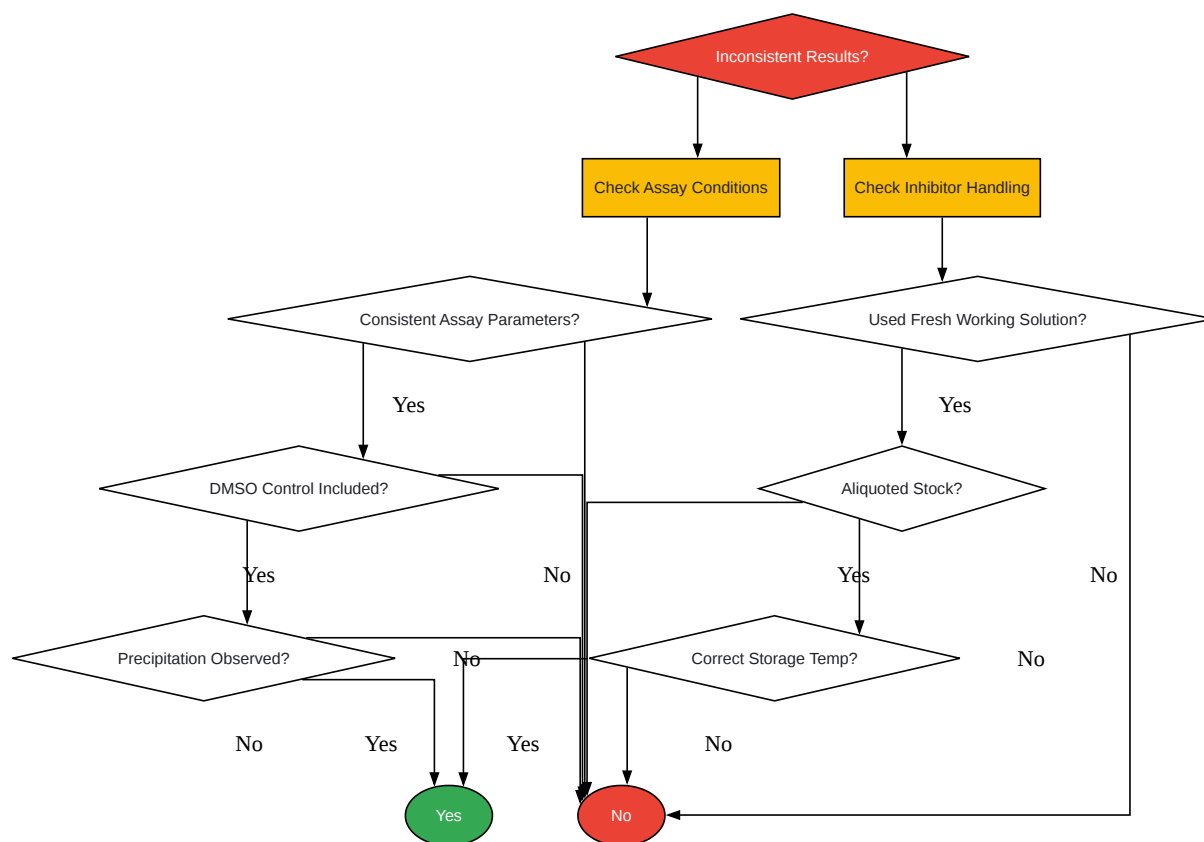 Inconsistent Results?
Check Assay Conditions
Check Inhibitor Handling
Consistent Assay Parameters?
Used Fresh Working Solution?
Yes
Yes
DMSO Control Included?
Aliquoted Stock?
Yes
No
Yes
No
Precipitation Observed?
No
Correct Storage Temp?
No
No
Yes
Yes
No
Yes
No